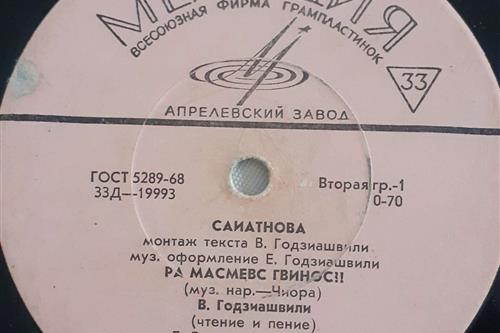 ВСЕСОЮЗНАЯ ФИРМА ГРАМПЛАСТИНОК
33
АПРЕЛЕВСКИЙ ЗАВОД
ГОСТ 5289-68
33Д—19993
Вторая гр.-1
0-70
САИАТНОВА
монтаж текста В. Годзиашвили
муз. оформление Е. Годзиашвили
РА МАСМЕВС ГВИНОС!!
(муз. нар.—Чиора)
В. Годзиашвили
(чтение и пение)